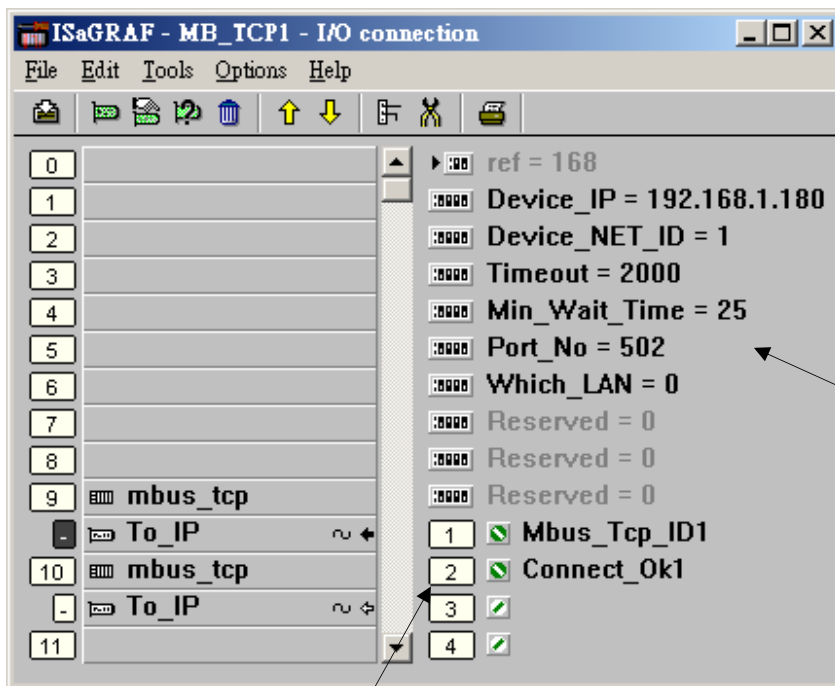 ISaGRAF - MB_TCP1 - I/O connection
File Edit Tools Options Help
0
1
2
3
4
5
6
7
8
9 mbus_tcp
- To_IP
10 mbus_tcp
- To_IP
11
ref = 168
Device_IP = 192.168.1.180
Device_NET_ID = 1
Timeout = 2000
Min_Wait_Time = 25
Port_No = 502
Which_LAN = 0
Reserved = 0
Reserved = 0
Reserved = 0
1 Mbus_Tcp_ID1
2 Connect_Ok1
3
4